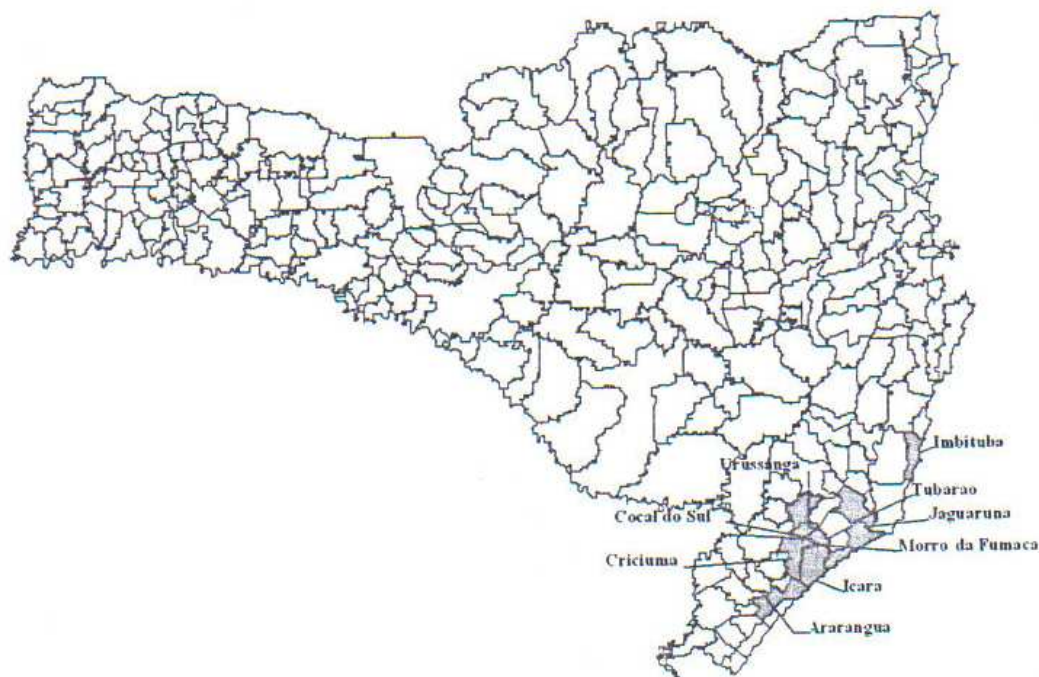 Imbituba
Urussanga
Tubarao
Cocal do Sul
Jaguaruna
Morro da Fumaca
Criciuma
Icara
Ararangua